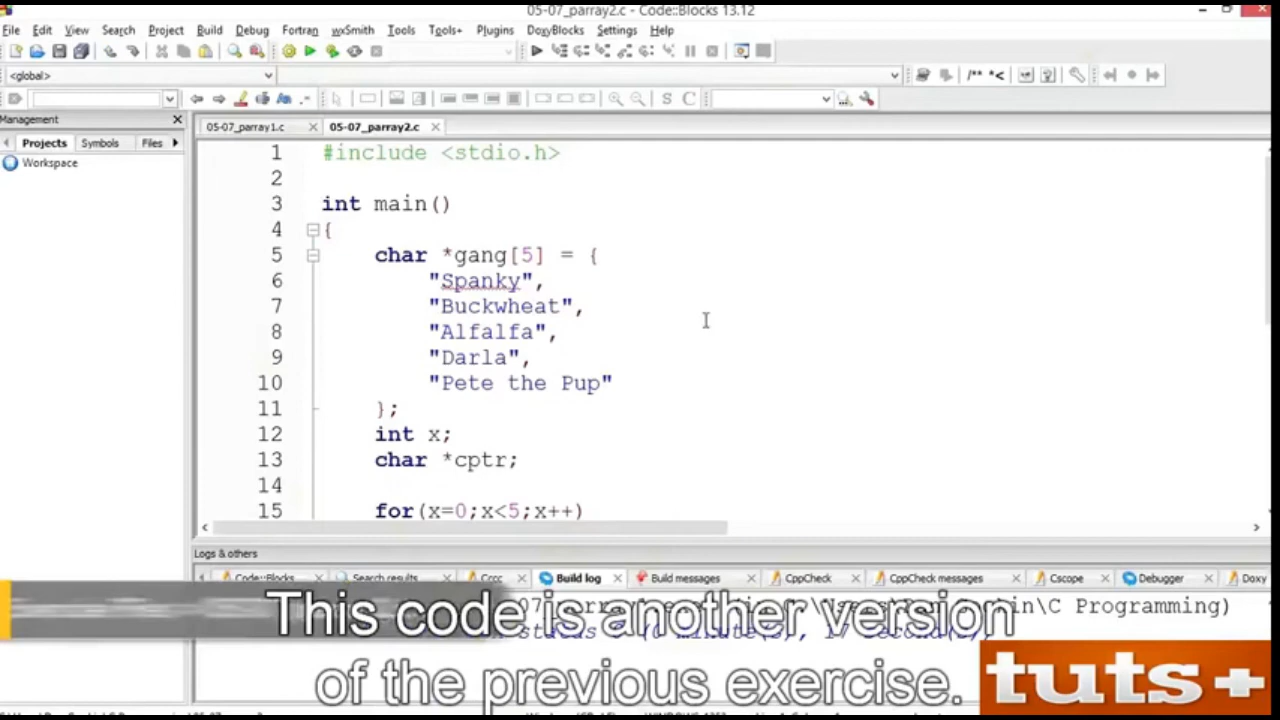 05-07_parray2.c - Code::Blocks 13.12
File Edit View Search Project Build Debug Fortran wxSmith Tools Tools+ Plugins DoxyBlocks Settings Help
<global>
/** *<
S C
Management
05-07_parray1.c 05-07_parray2.c
Projects Symbols Files
Workspace
1 #include <stdio.h>
2
3 int main()
4 {
5 char *gang[5] = {
6 "Spanky",
7 "Buckwheat",
8 "Alfalfa",
9 "Darla",
10 "Pete the Pup"
11 };
12 int x;
13 char *cptr;
14
15 for(x=0;x<5;x++)
Logs & others
Code::Blocks Search results Cccc Build log Build messages CppCheck CppCheck messages Cscope Debugger Doxy
\C Programming)
This code is another version
of the previous exercise.
tuts+